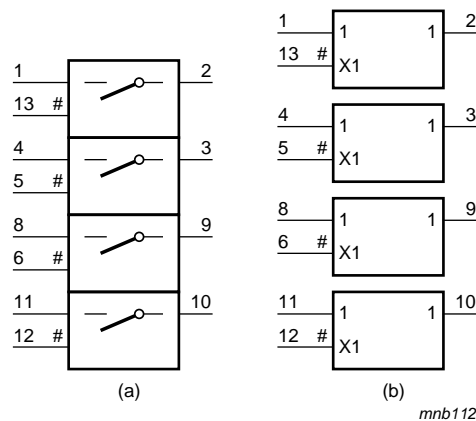 1 2
13 #
4 3
5 #
8 9
6 #
11 10
12 #
(a)
1 1 1 2
13 # X1
4 1 1 3
5 # X1
8 1 1 9
6 # X1
11 1 1 10
12 # X1
(b)
mnb112